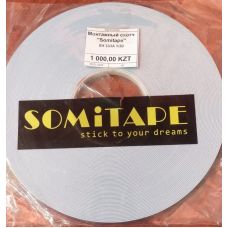 Монтажный скотч
"Somitape"
1 000,00 KZT
SOMiTAPE
stick to your dreams